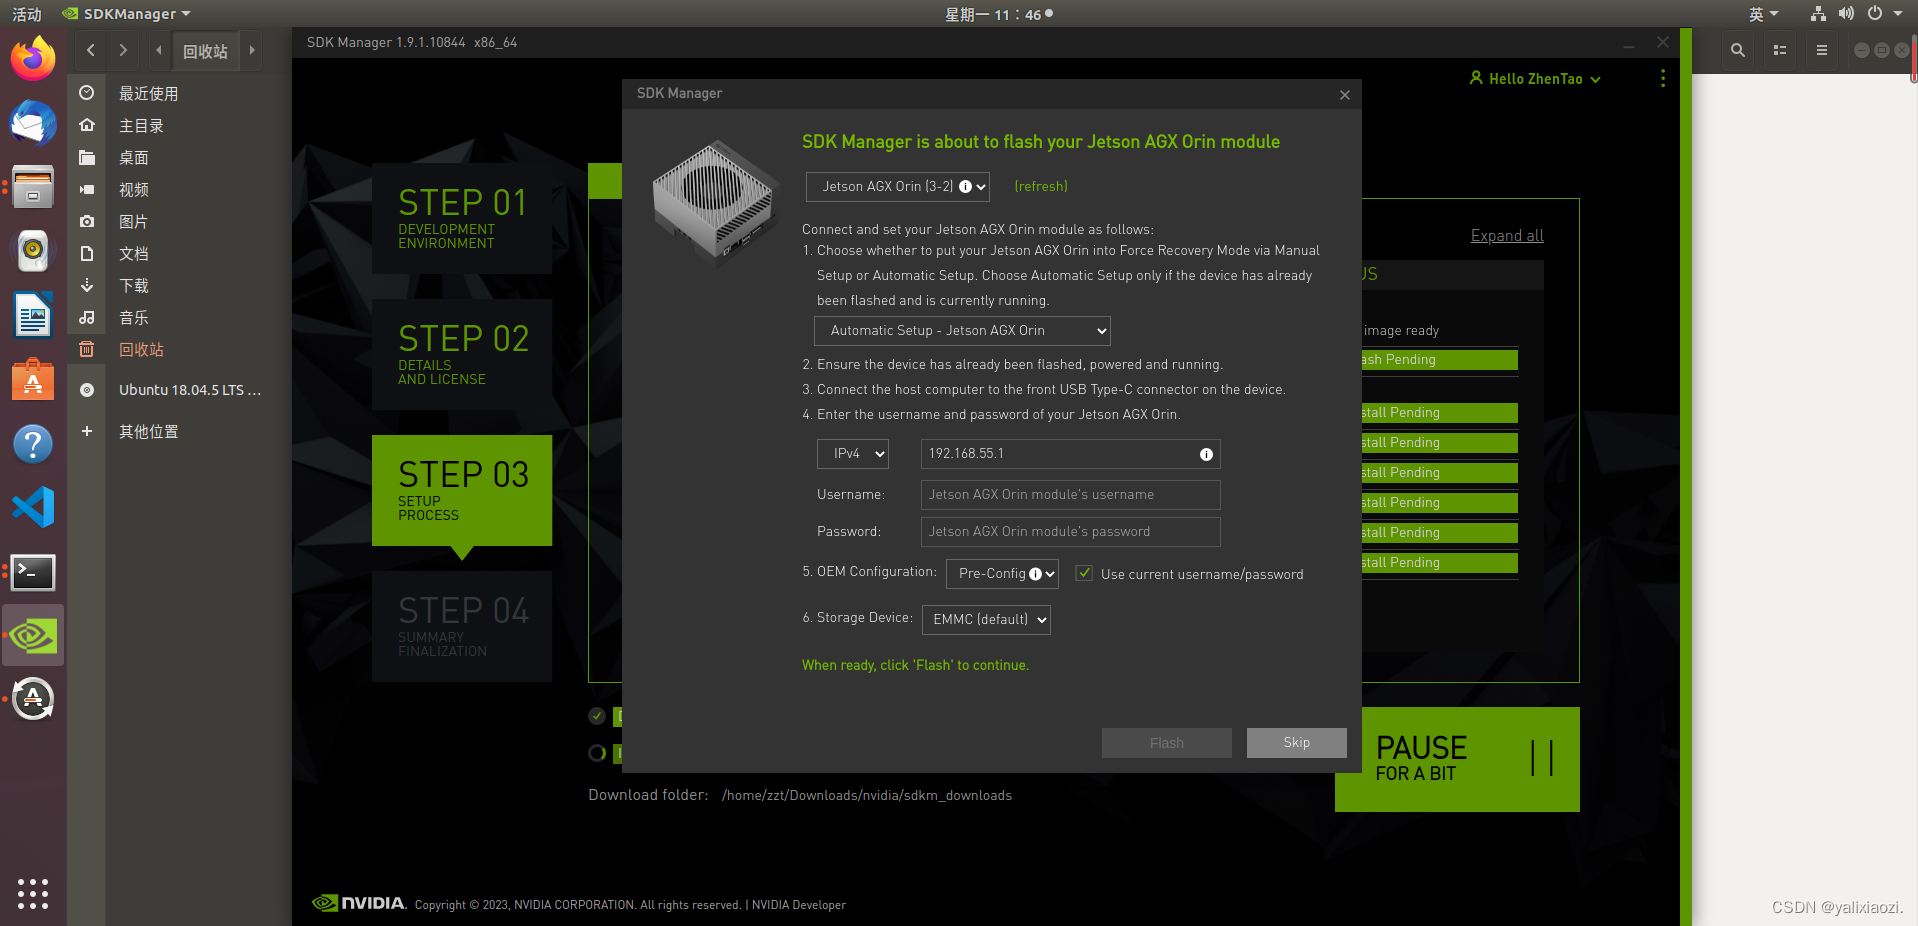 活动
SDKManager
星期一 11：46
英
回收站
最近使用
主目录
桌面
视频
图片
文档
下载
音乐
回收站
Ubuntu 18.04.5 LTS ...
其他位置
SDK Manager 1.9.1.10844 x86_64
Hello ZhenTao
STEP 01
DEVELOPMENT
ENVIRONMENT
STEP 02
DETAILS
AND LICENSE
STEP 03
SETUP
PROCESS
STEP 04
SUMMARY
FINALIZATION
Expand all
US
image ready
ash Pending
stall Pending
stall Pending
stall Pending
stall Pending
stall Pending
stall Pending
SDK Manager
SDK Manager is about to flash your Jetson AGX Orin module
Jetson AGX Orin (3-2)
(refresh)
Connect and set your Jetson AGX Orin module as follows:
1. Choose whether to put your Jetson AGX Orin into Force Recovery Mode via Manual
Setup or Automatic Setup. Choose Automatic Setup only if the device has already
been flashed and is currently running.
Automatic Setup - Jetson AGX Orin
2. Ensure the device has already been flashed, powered and running.
3. Connect the host computer to the front USB Type-C connector on the device.
4. Enter the username and password of your Jetson AGX Orin.
IPv4
192.168.55.1
Username:
Jetson AGX Orin module's username
Password:
Jetson AGX Orin module's password
5. OEM Configuration:
Pre-Config
Use current username/password
6. Storage Device:
EMMC (default)
When ready, click 'Flash' to continue.
Flash
Skip
PAUSE
FOR A BIT
Download folder: /home/zzt/Downloads/nvidia/sdkm_downloads
NVIDIA. Copyright © 2023, NVIDIA CORPORATION. All rights reserved. | NVIDIA Developer
CSDN @yalixiaozi.